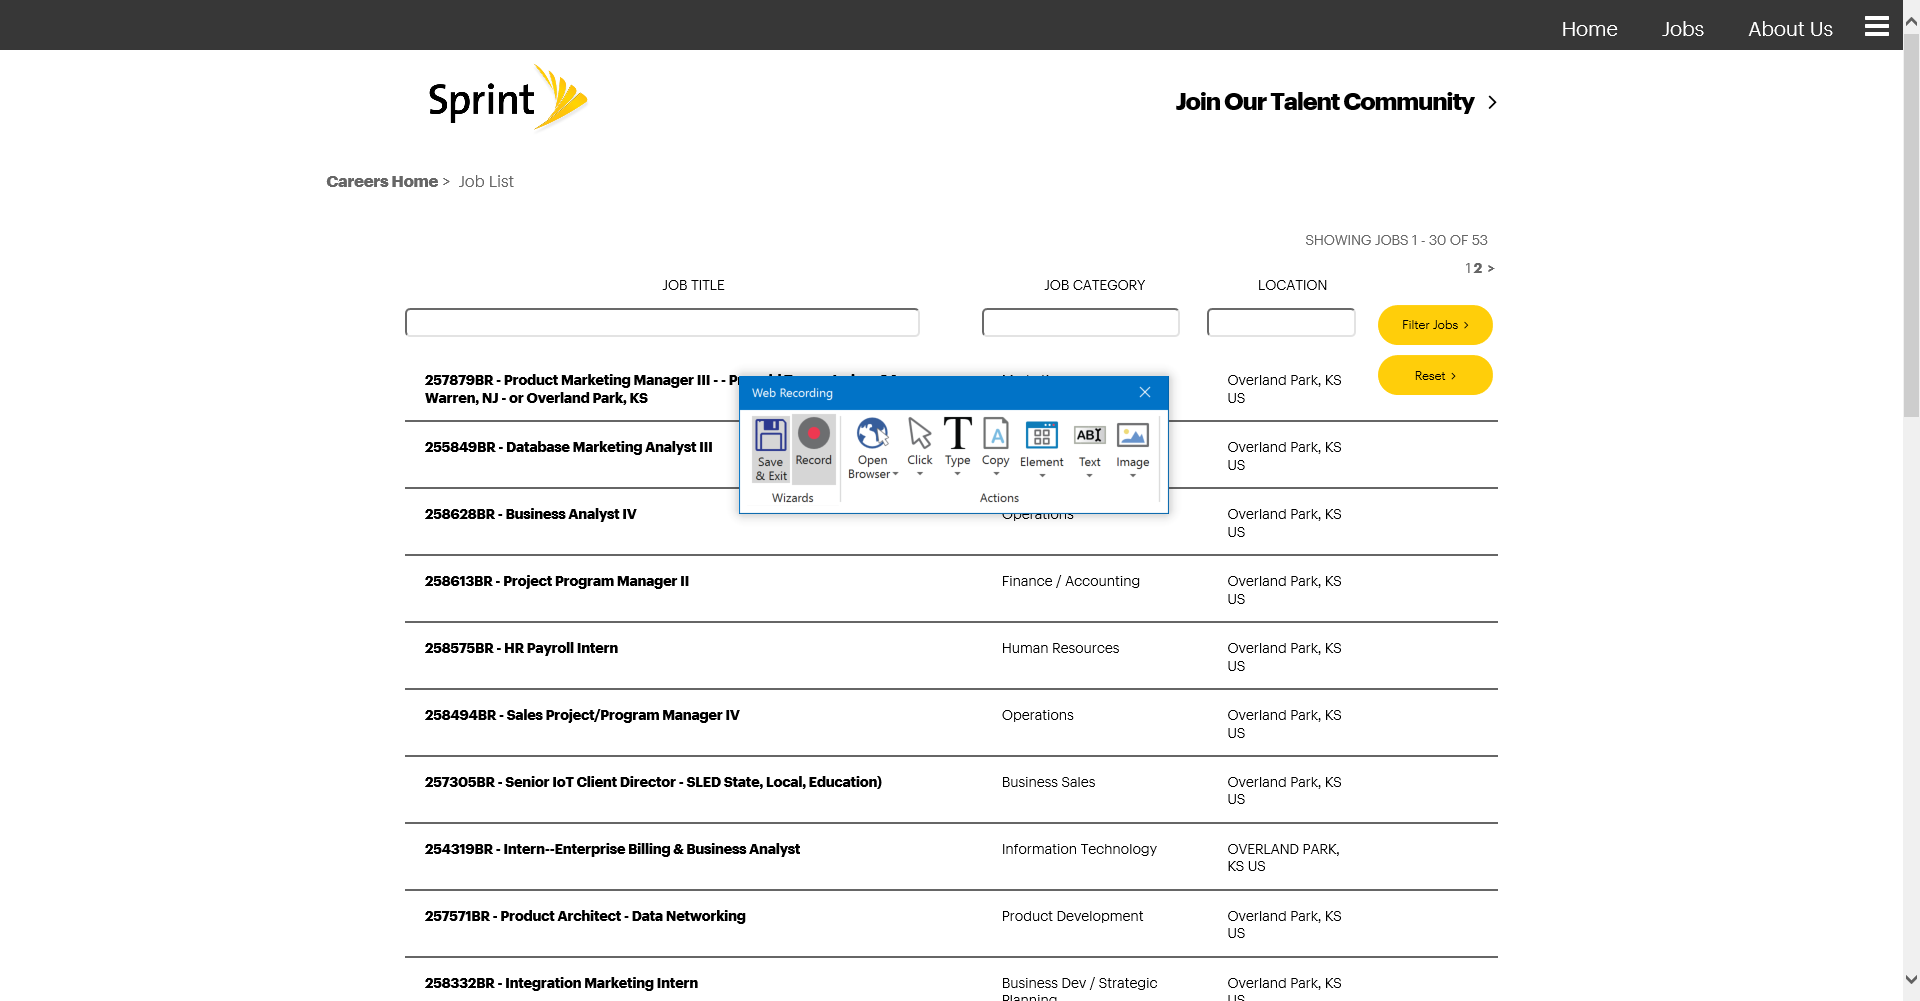 Home Jobs About Us
Sprint
Join Our Talent Community >
Careers Home > Job List
SHOWING JOBS 1 - 30 OF 53
1 2 >
JOB TITLE JOB CATEGORY LOCATION
Filter Jobs >
Reset >
257879BR - Product Marketing Manager III - -
Warren, NJ - or Overland Park, KS
Overland Park, KS
US
Web Recording
255849BR - Database Marketing Analyst III
Overland Park, KS
US
Save
& Exit
Record
Open
Browser
Click
Type
Copy
Element
Text
Image
Wizards
Actions
258628BR - Business Analyst IV Operations Overland Park, KS
US
258613BR - Project Program Manager II Finance / Accounting Overland Park, KS
US
258575BR - HR Payroll Intern Human Resources Overland Park, KS
US
258494BR - Sales Project/Program Manager IV Operations Overland Park, KS
US
257305BR - Senior IoT Client Director - SLED State, Local, Education) Business Sales Overland Park, KS
US
254319BR - Intern--Enterprise Billing & Business Analyst Information Technology OVERLAND PARK,
KS US
257571BR - Product Architect - Data Networking Product Development Overland Park, KS
US
258332BR - Integration Marketing Intern Business Dev / Strategic Overland Park, KS
Planning US